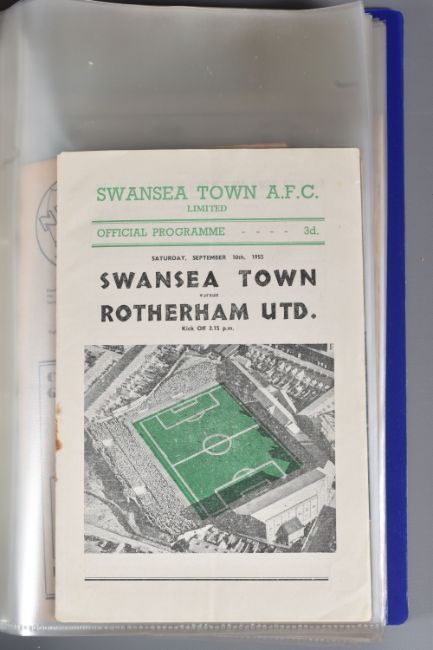 SWANSEA TOWN A.F.C.
LIMITED
OFFICIAL PROGRAMME - - - - 3d.
SATURDAY, SEPTEMBER 10th, 1955
SWANSEA TOWN
versus
ROTHERHAM UTD.
Kick Off 3.15 p.m.